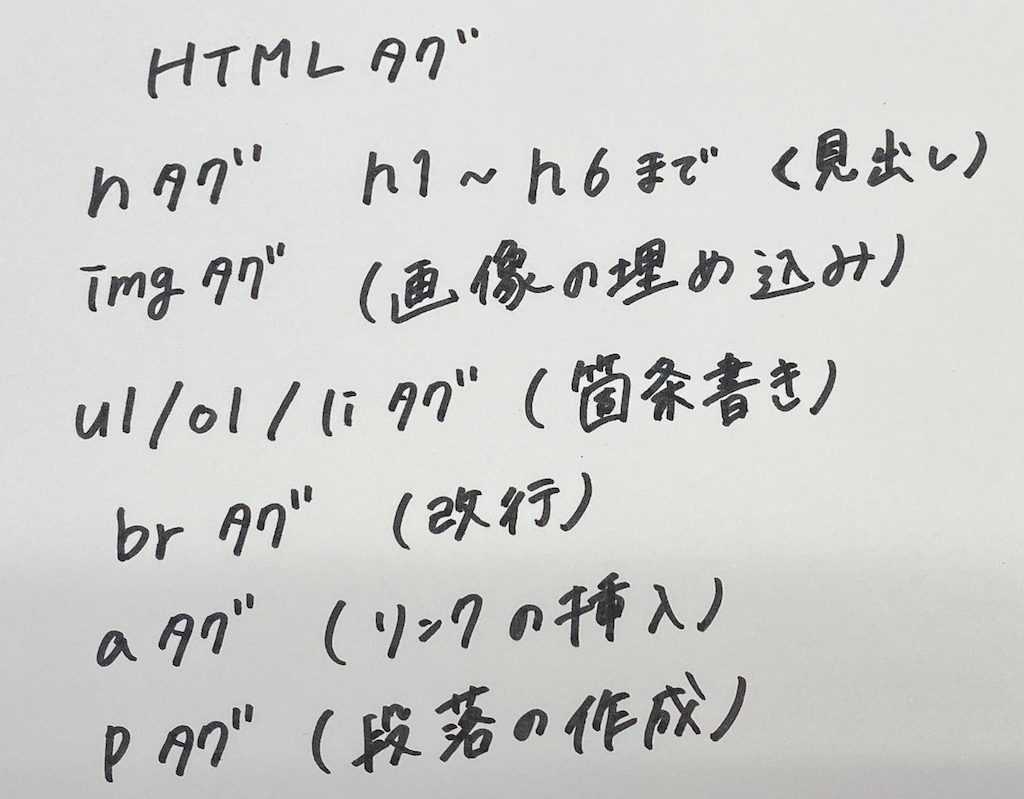 HTMLタグ
hタグ h1~h6まで (見出し)
imgタグ (画像の埋め込み)
ul/ol/liタグ (箇条書き)
brタグ (改行)
aタグ (リンクの挿入)
pタグ (段落の作成)